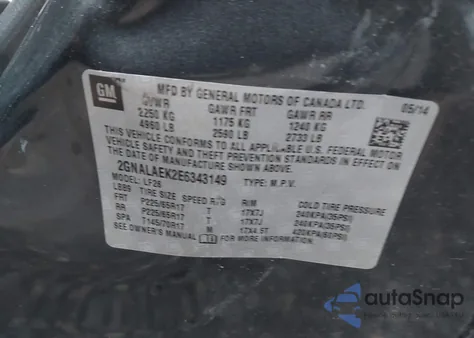 GM
MFD BY GENERAL MOTORS OF CANADA LTD.
05/14
GVWR GAWR FRT GAWR RR
2250 KG 1175 KG 1240 KG
4960 LB 2590 LB 2733 LB
THIS VEHICLE CONFORMS TO ALL APPLICABLE U.S. FEDERAL MOTOR
VEHICLE SAFETY, AND THEFT PREVENTION STANDARDS IN EFFECT ON THE
DATE OF MANUFACTURE SHOWN ABOVE.
2GNALAEK2E6343149 TYPE: M.P.V.
MODEL: LF26
LBB9 TIRE SIZE SPEED RTG RIM COLD TIRE PRESSURE
FRT P225/65R17 T 17X7J 240KPA(35PSI)
RR P225/65R17 T 17X7J 240KPA(35PSI)
SPA T145/70R17 M 17X4.5T 420KPA(60PSI)
SEE OWNER'S MANUAL FOR MORE INFORMATION.
autoSnap